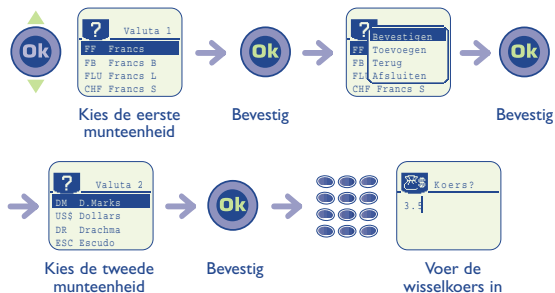 Ok
? Valuta 1
FF Francs
FB Francs B
FLU Francs L
CHF Francs S
Kies de eerste
munteenheid
Ok
Bevestig
?
Bevestigen
FF Toevoegen
FB Terug
FLU Afsluiten
CHF Francs S
Ok
Bevestig
? Valuta 2
DM D.Marks
US$ Dollars
DR Drachma
ESC Escudo
Kies de tweede
munteenheid
Ok
Bevestig
Koers?
3.5
Voer de
wisselkoers in